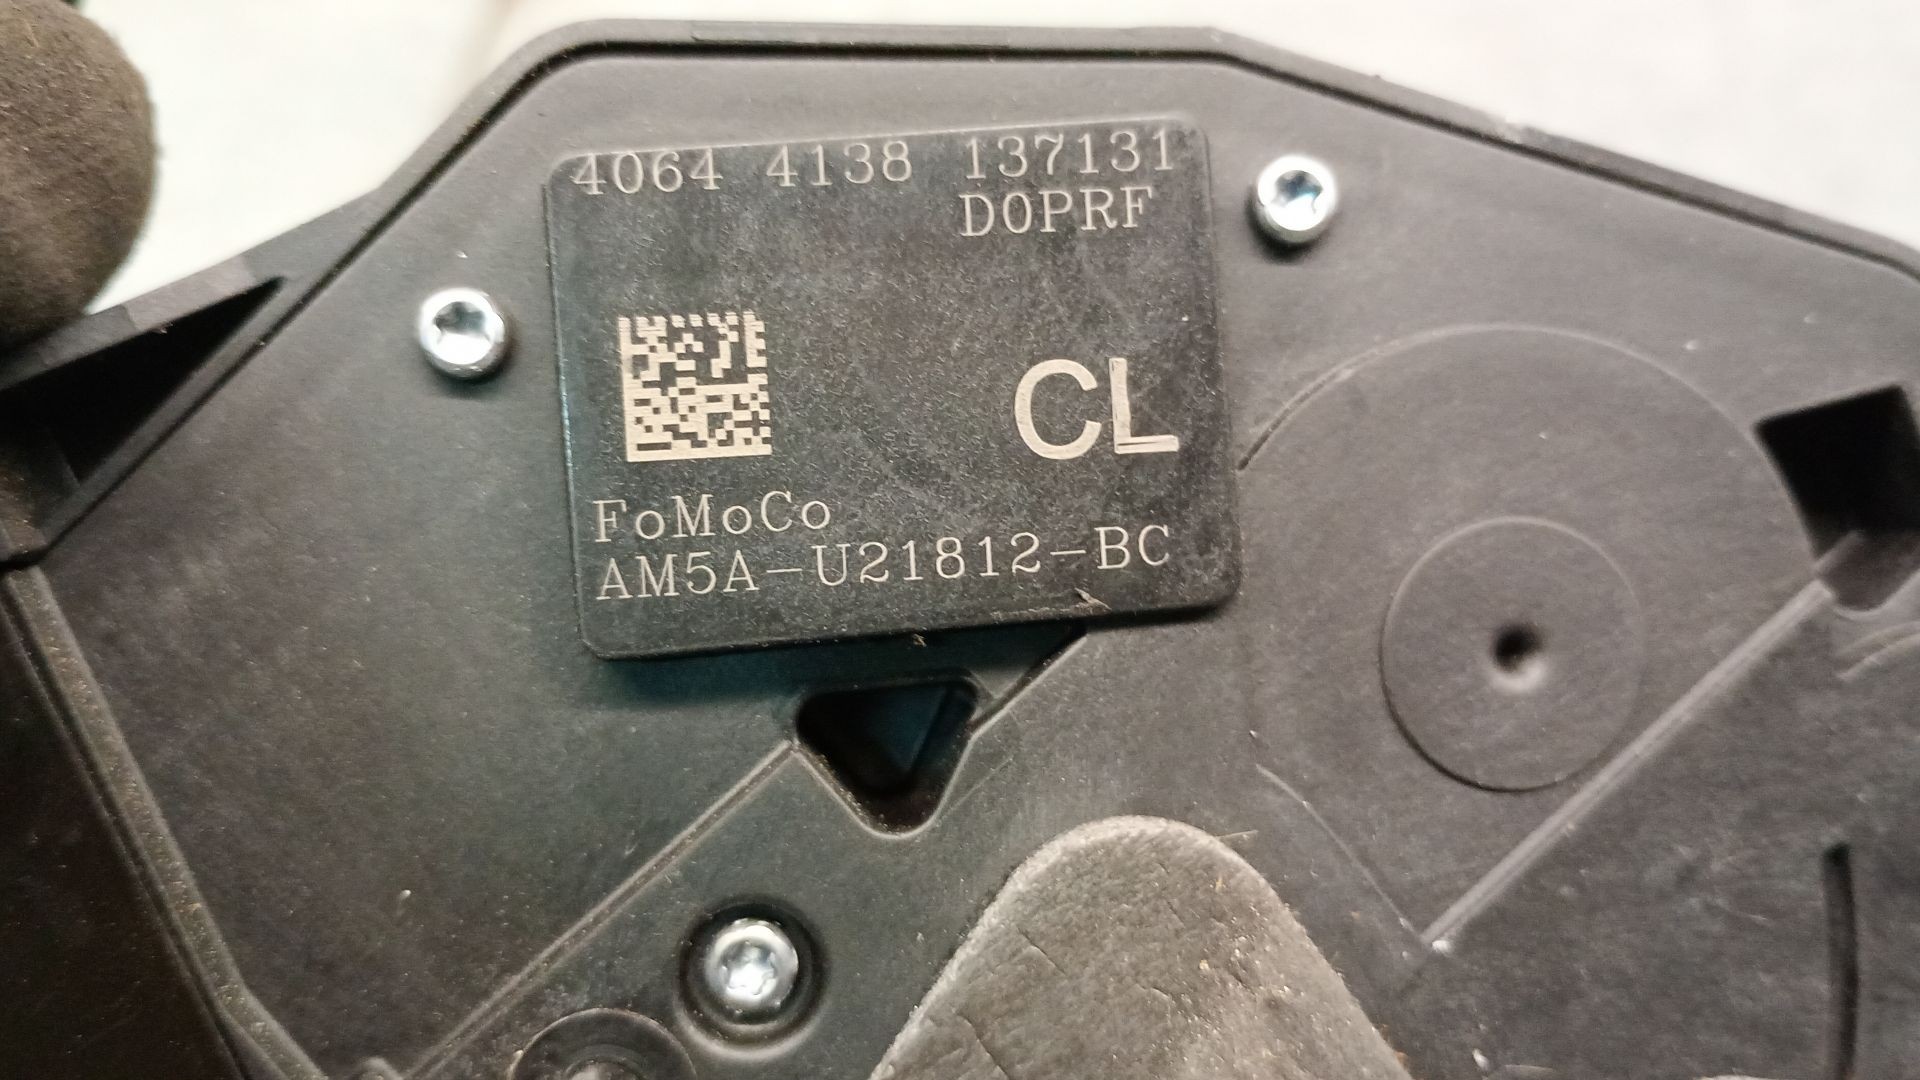 4064 4138 137131
D0PRF
CL
FoMoCo
AM5A-U21812-BC